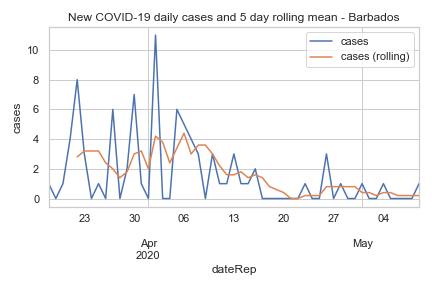 New COVID-19 daily cases and 5 day rolling mean - Barbados
cases
cases (rolling)
cases
10
8
6
4
2
0
23 30 06 13 20 27 04
Apr May
2020
dateRep